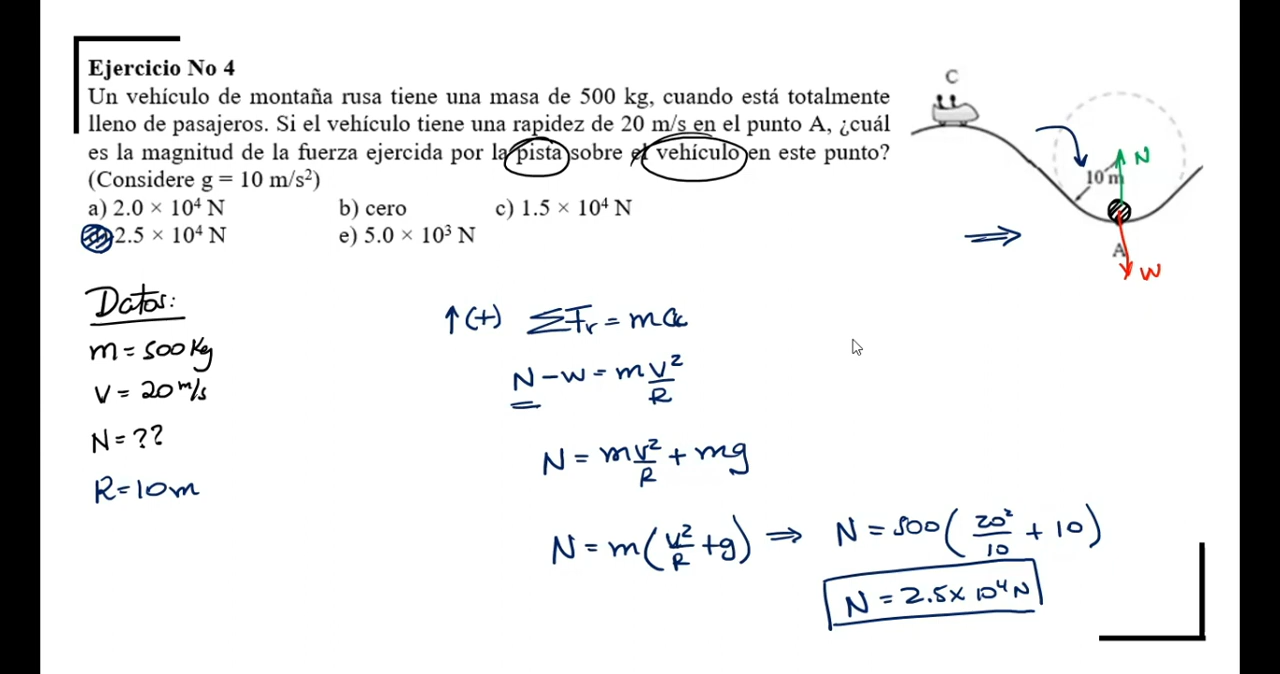 Ejercicio No 4
Un vehículo de montaña rusa tiene una masa de 500 kg, cuando está totalmente
lleno de pasajeros. Si el vehículo tiene una rapidez de 20 m/s en el punto A, ¿cuál
es la magnitud de la fuerza ejercida por la pista sobre el vehículo en este punto?
(Considere g = 10 m/s²)
a) 2.0 × 10⁴ N b) cero c) 1.5 × 10⁴ N
2.5 × 10⁴ N e) 5.0 × 10³ N
C
N
10 m
A
W
Datos:
m = 500 Kg
V = 20 m/s
N = ??
R = 10 m
↑(+) ΣFr = mac
N - w = m V²/R
N = m V²/R + mg
N = m(V²/R + g) ⇒ N = 500(20²/10 + 10)
N = 2.5 x 10⁴ N